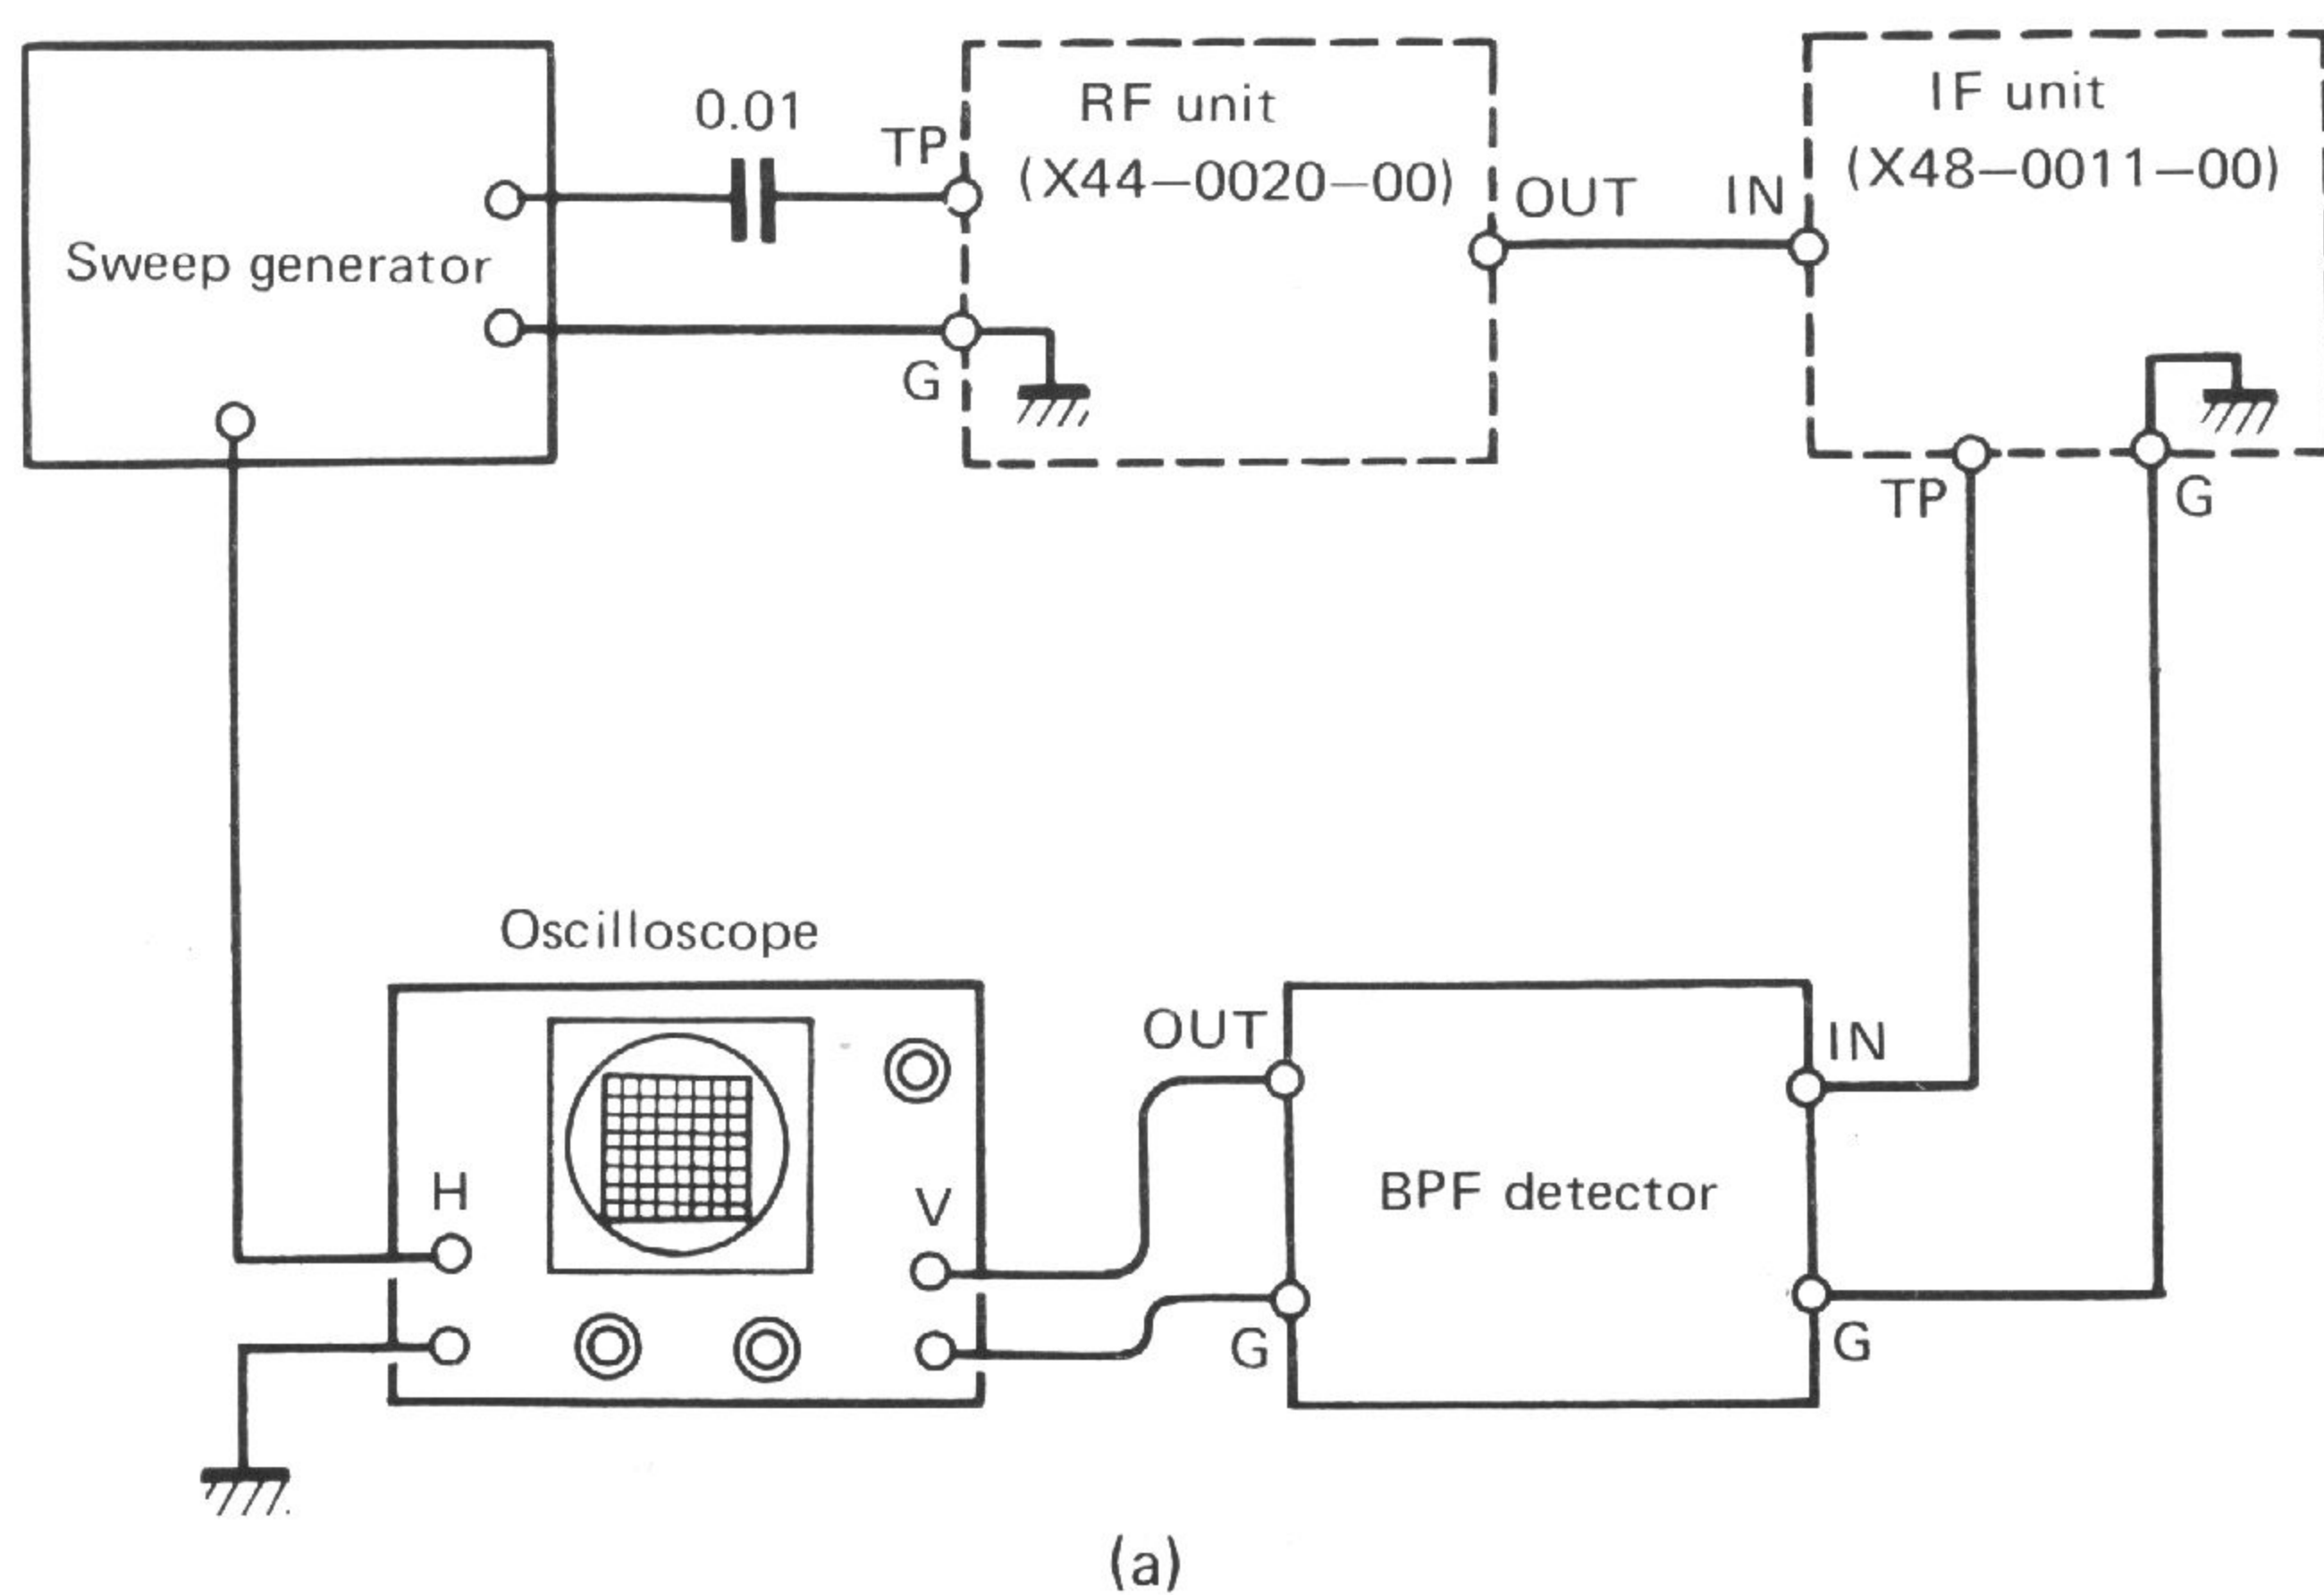 0.01
TP
RF unit
(X44–0020–00)
IF unit
(X48–0011–00)
OUT
IN
Sweep generator
G
TP
G
Oscilloscope
OUT
IN
H
V
BPF detector
G
G
(a)